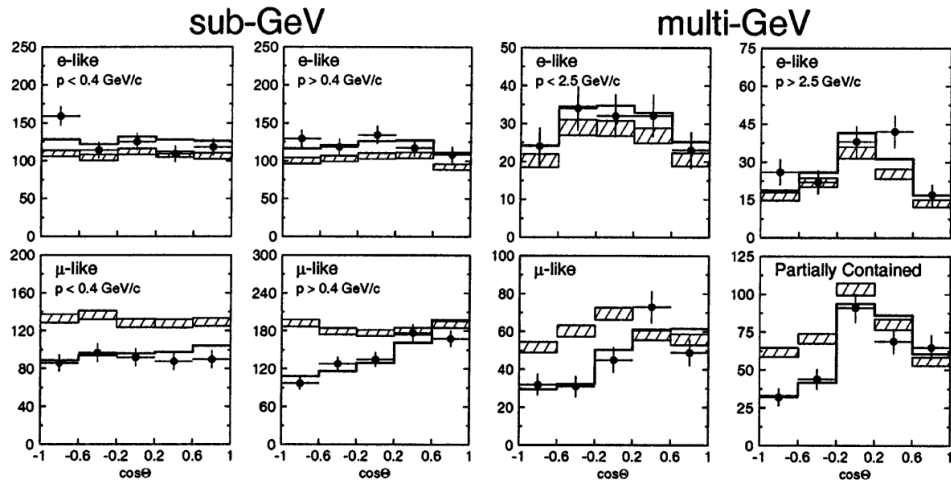 sub-GeV
multi-GeV
250
200
150
100
50
0
e-like
p < 0.4 GeV/c
250
200
150
100
50
0
e-like
p > 0.4 GeV/c
50
40
30
20
10
0
e-like
p < 2.5 GeV/c
75
60
45
30
15
0
e-like
p > 2.5 GeV/c
200
160
120
80
40
0
μ-like
p < 0.4 GeV/c
-1 -0.6 -0.2 0.2 0.6 1
cosΘ
300
240
180
120
60
0
μ-like
p > 0.4 GeV/c
-1 -0.6 -0.2 0.2 0.6 1
cosΘ
100
80
60
40
20
0
μ-like
-1 -0.6 -0.2 0.2 0.6 1
cosΘ
125
100
75
50
25
0
Partially Contained
-1 -0.6 -0.2 0.2 0.6 1
cosΘ